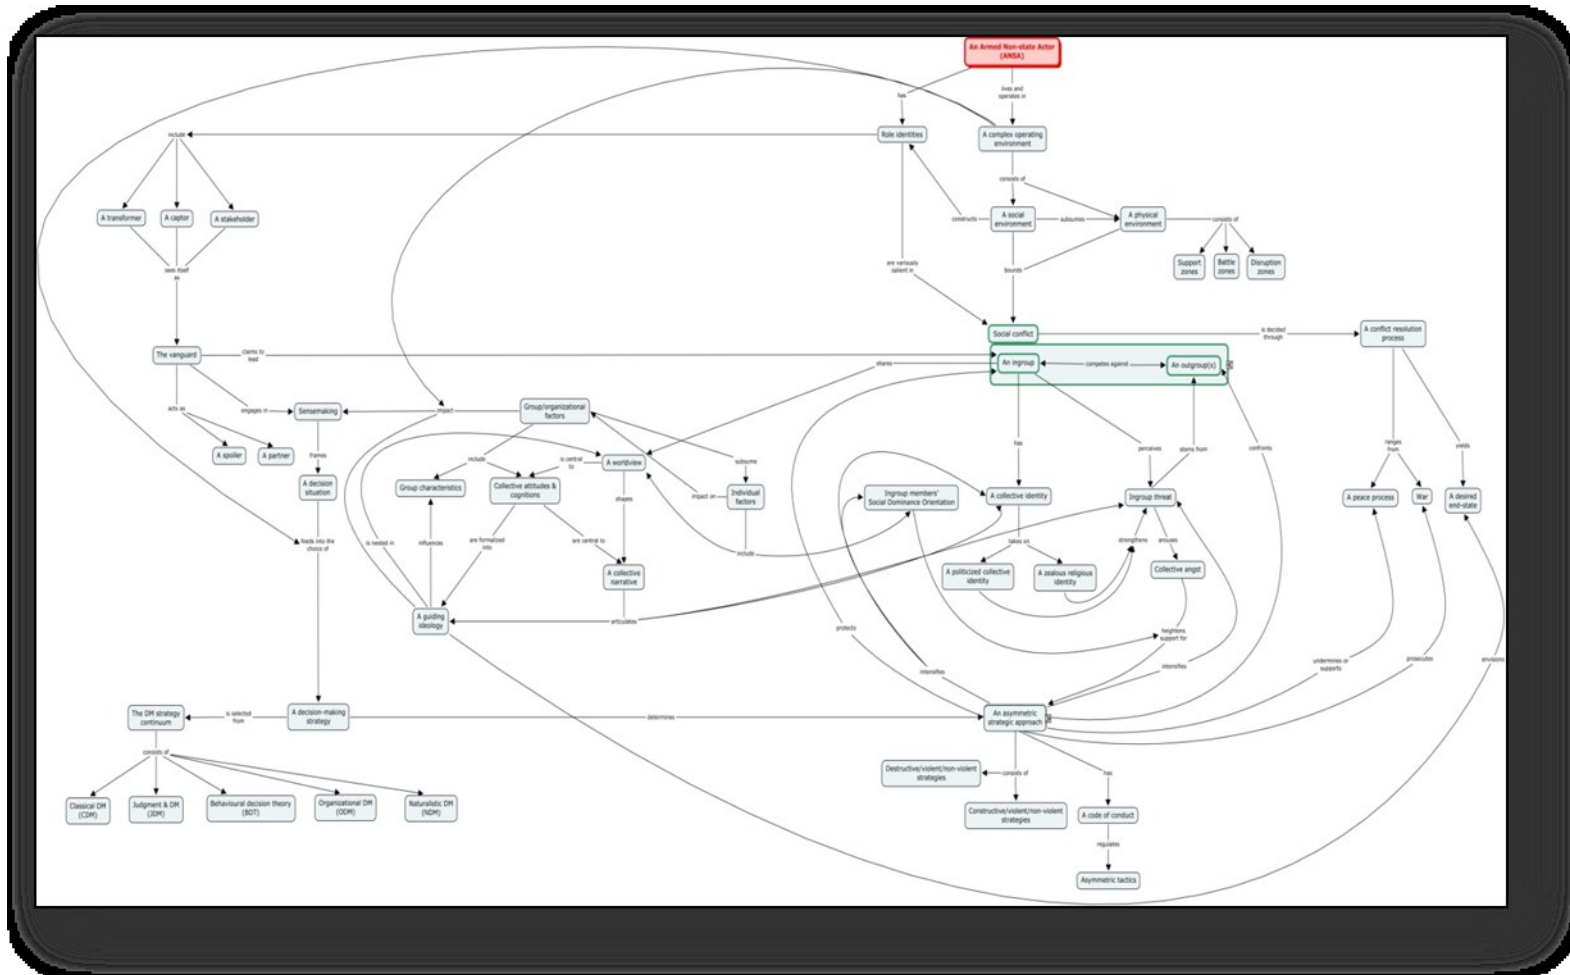 An Armed Non-state Actor
(ANSA)
has
lives and
operates in
include
Role identities
A complex operating
environment
consists of
A transformer
A captor
A stakeholder
constructs
A social
environment
subsumes
A physical
environment
consists of
sees itself
as
are variously
salient in
bounds
Support
zones
Battle
zones
Disruption
zones
Social conflict
is decided
through
A conflict resolution
process
The vanguard
claims to
lead
shares
An ingroup
competes against
An outgroup(s)
acts as
engages in
Sensemaking
impact
Group/organizational
factors
A spoiler
A partner
frames
include
is central
to
A worldview
subsume
has
perceives
stems from
confronts
ranges
from
yields
A decision
situation
Group characteristics
Collective attitudes &
cognitions
shapes
impact on
Individual
factors
Ingroup members'
Social Dominance Orientation
A collective identity
Ingroup threat
A peace process
War
A desired
end-state
feeds into the
choice of
is nested in
influences
are formalized
into
are central to
include
takes on
strengthens
arouses
A collective
narrative
A politicized collective
identity
A zealous religious
identity
Collective angst
A guiding
ideology
articulates
protects
heightens
support for
intensifies
intensifies
undermines or
supports
prosecutes
envisions
The DM strategy
continuum
is selected
from
A decision-making
strategy
determines
An asymmetric
strategic approach
consists of
Destructive/violent/non-violent
strategies
consists of
has
Classical DM
(CDM)
Judgment & DM
(JDM)
Behavioural decision theory
(BDT)
Organizational DM
(ODM)
Naturalistic DM
(NDM)
Constructive/violent/non-violent
strategies
A code of conduct
regulates
Asymmetric tactics